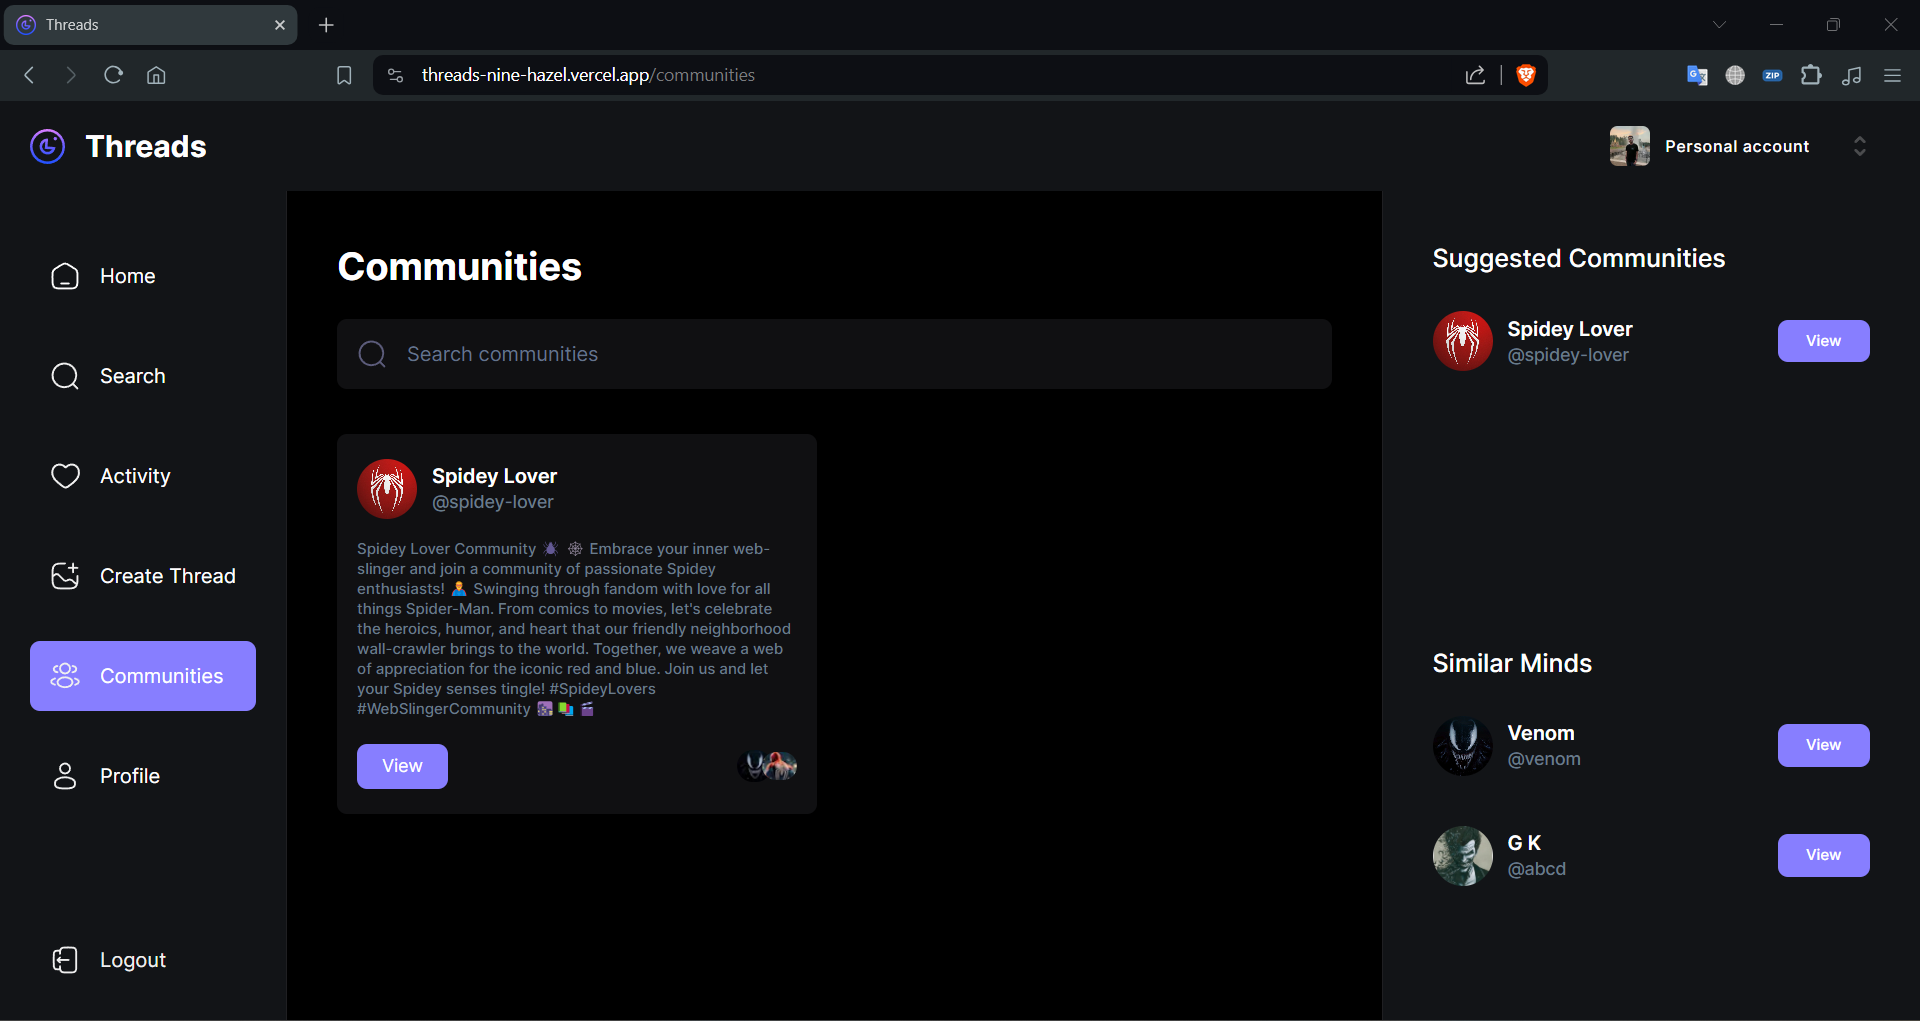 Threads
threads-nine-hazel.vercel.app/communities
ZIP
Threads
Personal account
Home
Search
Activity
Create Thread
Communities
Profile
Logout
Communities
Search communities
Spidey Lover
@spidey-lover
Spidey Lover Community 🕷️ 🕸️ Embrace your inner web-
slinger and join a community of passionate Spidey
enthusiasts! 🦸‍♂️ Swinging through fandom with love for all
things Spider-Man. From comics to movies, let's celebrate
the heroics, humor, and heart that our friendly neighborhood
wall-crawler brings to the world. Together, we weave a web
of appreciation for the iconic red and blue. Join us and let
your Spidey senses tingle! #SpideyLovers
#WebSlingerCommunity 🌆 📚 🎬
View
Suggested Communities
Spidey Lover
@spidey-lover
View
Similar Minds
Venom
@venom
View
G K
@abcd
View